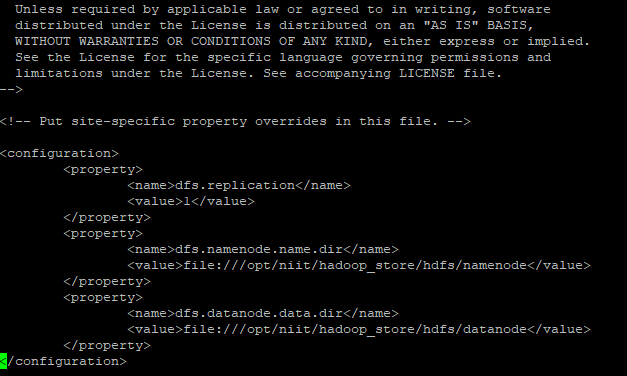 Unless required by applicable law or agreed to in writing, software
distributed under the License is distributed on an "AS IS" BASIS,
WITHOUT WARRANTIES OR CONDITIONS OF ANY KIND, either express or implied.
See the License for the specific language governing permissions and
limitations under the License. See accompanying LICENSE file.
-->
<!-- Put site-specific property overrides in this file. -->
<configuration>
<property>
<name>dfs.replication</name>
<value>1</value>
</property>
<property>
<name>dfs.namenode.name.dir</name>
<value>file:///opt/niit/hadoop_store/hdfs/namenode</value>
</property>
<property>
<name>dfs.datanode.data.dir</name>
<value>file:///opt/niit/hadoop_store/hdfs/datanode</value>
</property>
</configuration>